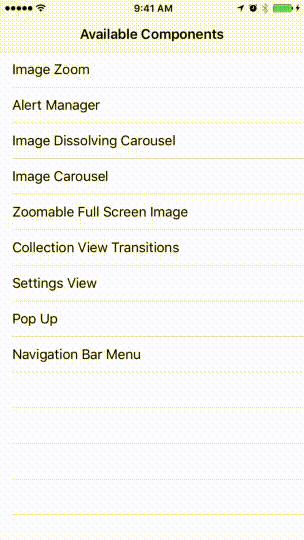 9:41 AM
Available Components
Image Zoom
Alert Manager
Image Dissolving Carousel
Image Carousel
Zoomable Full Screen Image
Collection View Transitions
Settings View
Pop Up
Navigation Bar Menu